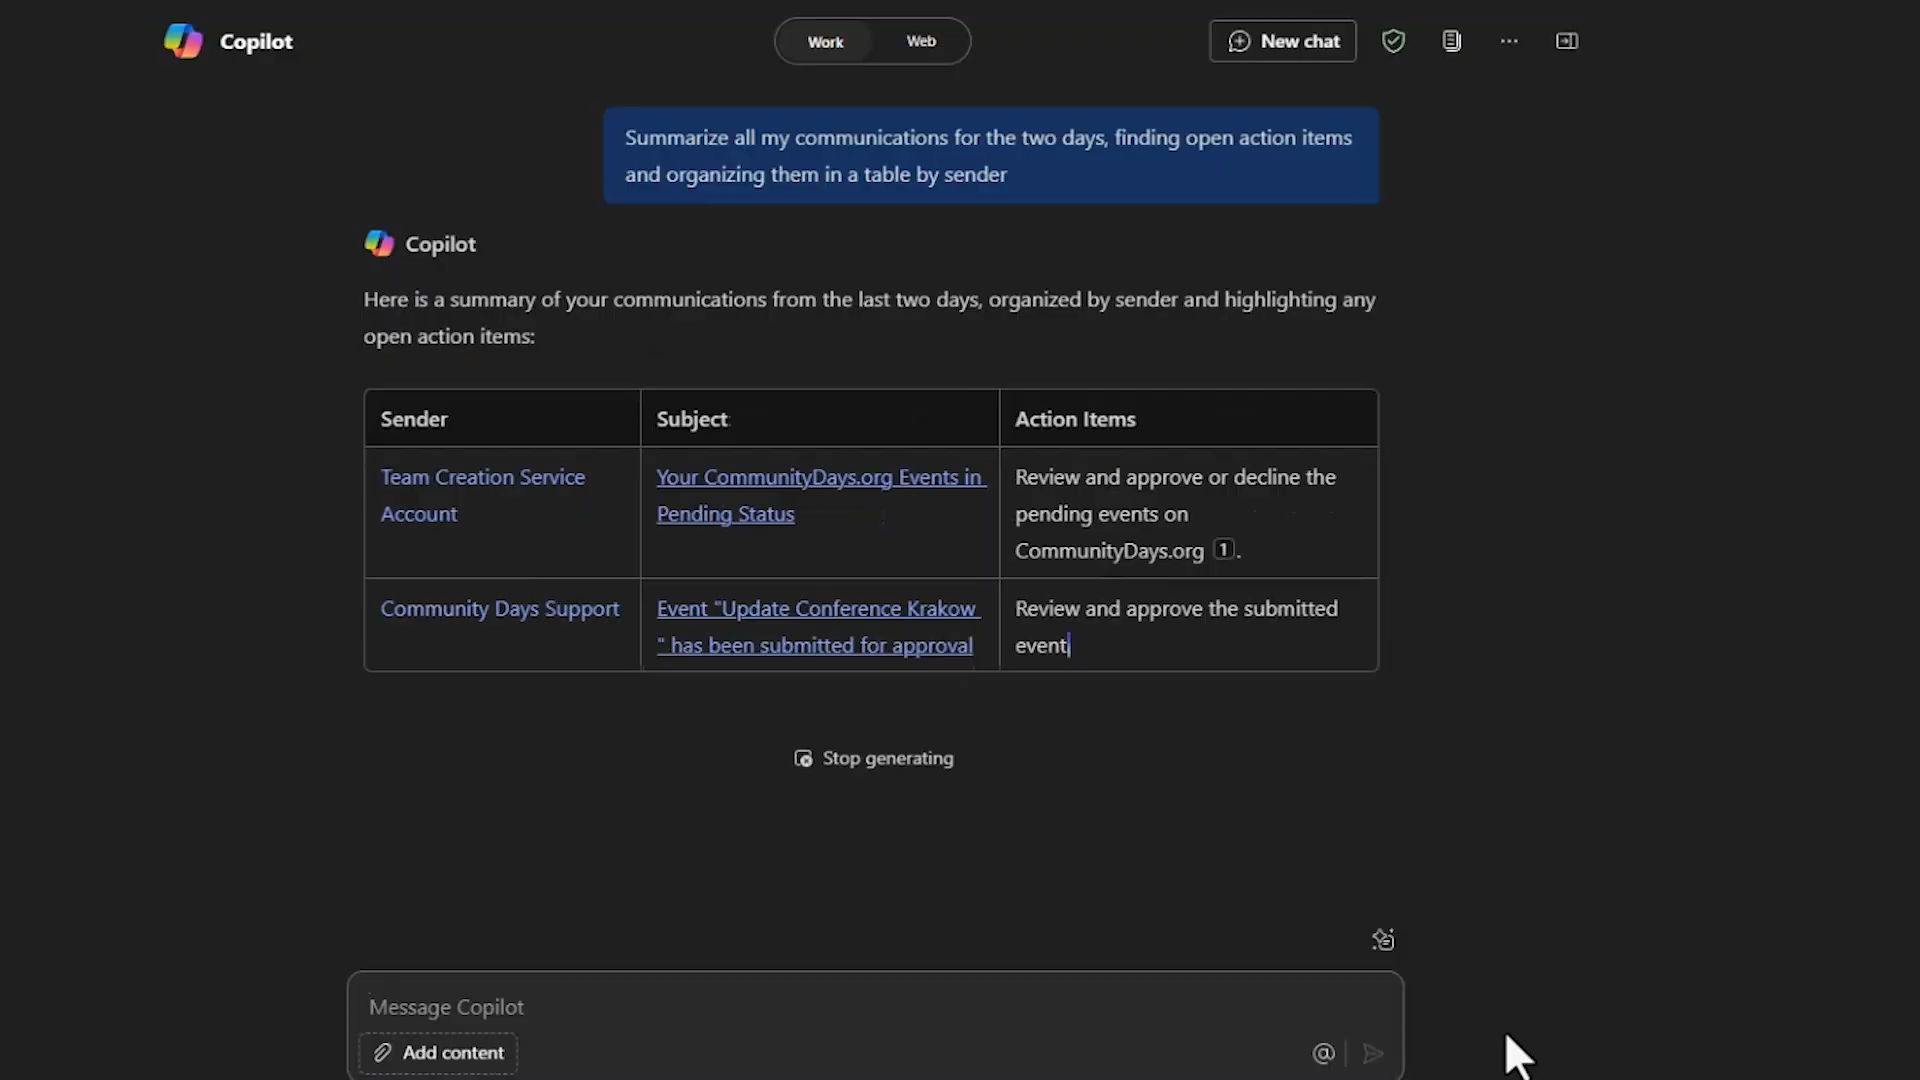 Copilot
Work
Web
New chat
Summarize all my communications for the two days, finding open action items
and organizing them in a table by sender
Copilot
Here is a summary of your communications from the last two days, organized by sender and highlighting any
open action items:
Sender
Subject
Action Items
Team Creation Service
Account
Your CommunityDays.org Events in
Pending Status
Review and approve or decline the
pending events on
CommunityDays.org 1.
Community Days Support
Event "Update Conference Krakow
" has been submitted for approval
Review and approve the submitted
event
Stop generating
Message Copilot
Add content
@